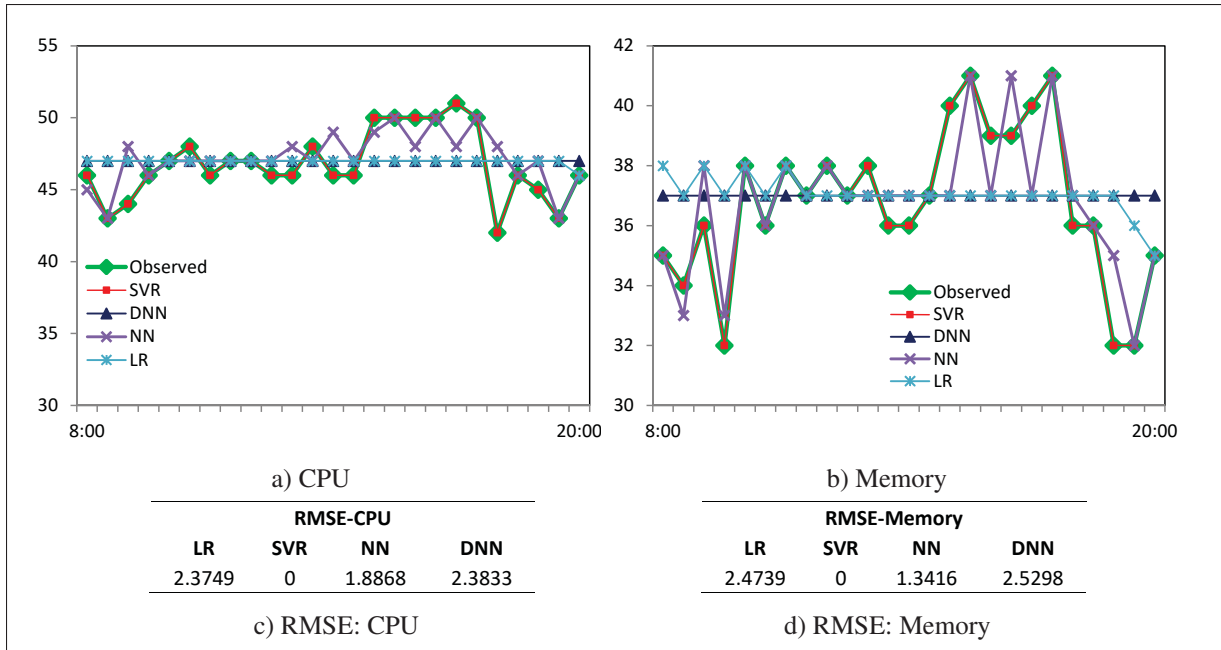 55
50
45
40
35
30
Observed
SVR
DNN
NN
LR
8:00
20:00
a) CPU
42
40
38
36
34
32
30
Observed
SVR
DNN
NN
LR
8:00
20:00
b) Memory
RMSE-CPU
LR SVR NN DNN
2.3749 0 1.8868 2.3833
c) RMSE: CPU
RMSE-Memory
LR SVR NN DNN
2.4739 0 1.3416 2.5298
d) RMSE: Memory